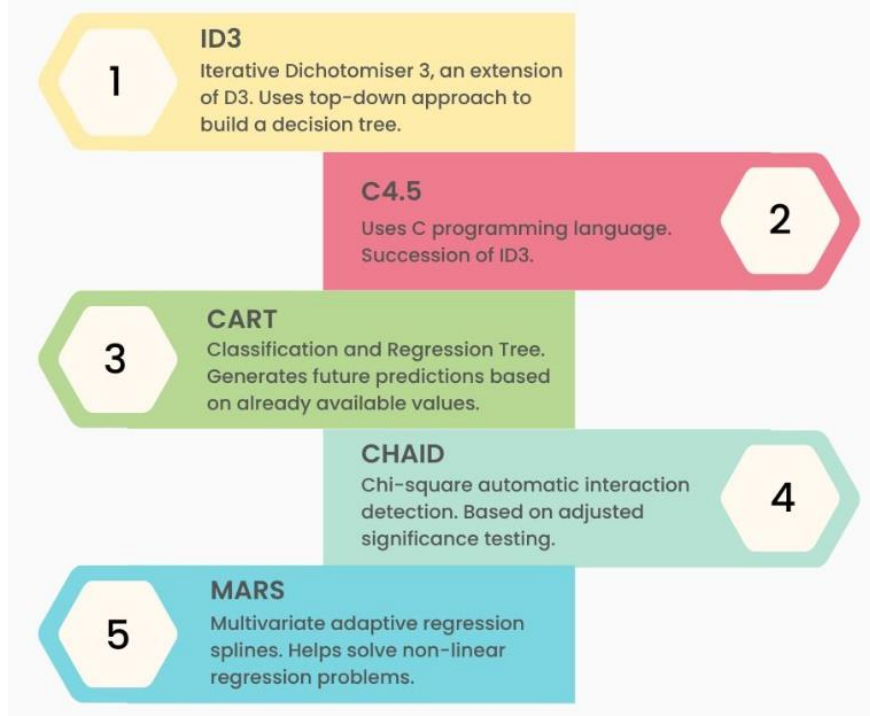 1
ID3
Iterative Dichotomiser 3, an extension
of D3. Uses top-down approach to
build a decision tree.
C4.5
Uses C programming language.
Succession of ID3.
2
3
CART
Classification and Regression Tree.
Generates future predictions based
on already available values.
CHAID
Chi-square automatic interaction
detection. Based on adjusted
significance testing.
4
5
MARS
Multivariate adaptive regression
splines. Helps solve non-linear
regression problems.